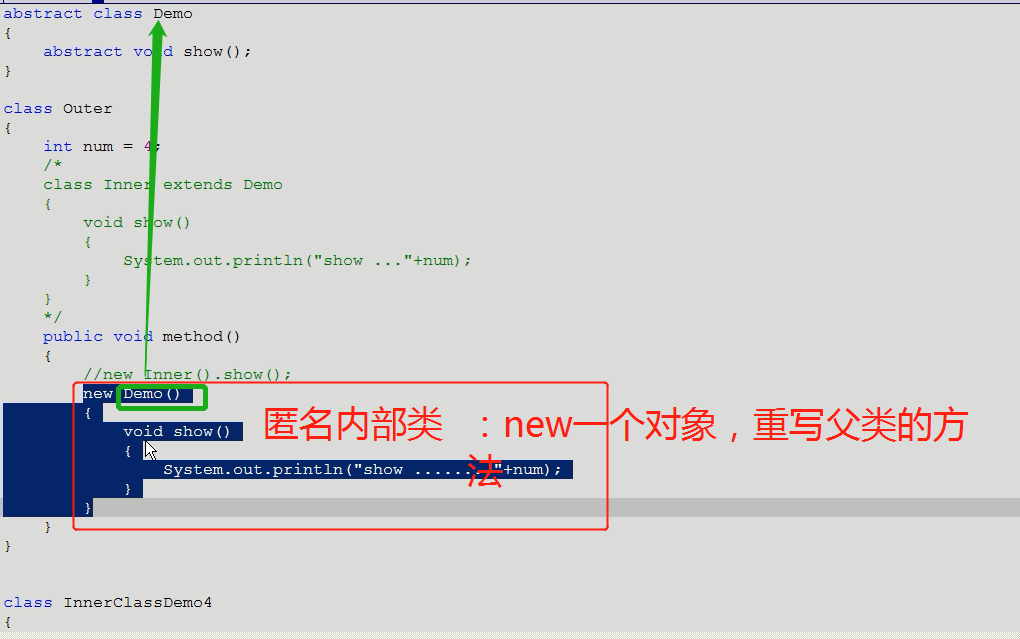 abstract class Demo
{
abstract void show();
}
class Outer
{
int num = 4;
/*
class Inner extends Demo
{
void show()
{
System.out.println("show ..."+num);
}
}
*/
public void method()
{
//new Inner().show();
new Demo()
{
匿名内部类 ：new一个对象，重写父类的方
法
void show()
{
System.out.println("show ........"+num);
}
}
}
}
class InnerClassDemo4
{